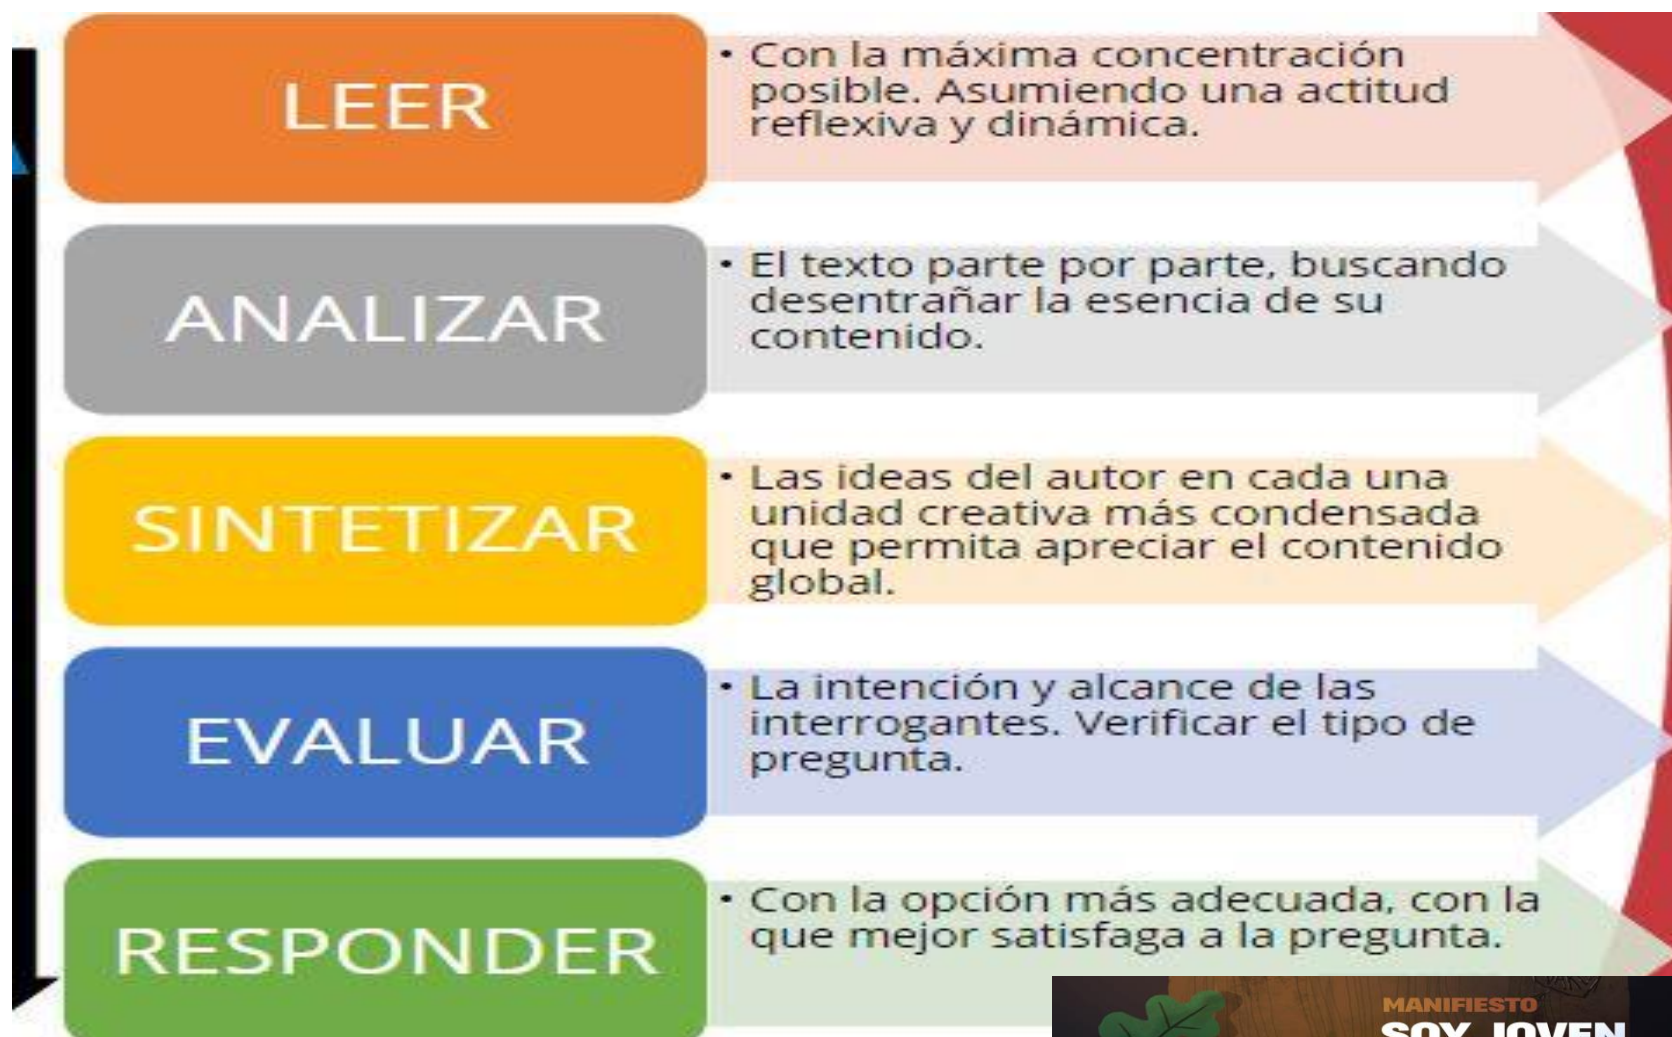 LEER
• Con la máxima concentración
posible. Asumiendo una actitud
reflexiva y dinámica.
ANALIZAR
• El texto parte por parte, buscando
desentrañar la esencia de su
contenido.
SINTETIZAR
• Las ideas del autor en cada una
unidad creativa más condensada
que permita apreciar el contenido
global.
EVALUAR
• La intención y alcance de las
interrogantes. Verificar el tipo de
pregunta.
RESPONDER
• Con la opción más adecuada, con la
que mejor satisfaga a la pregunta.
MANIFIESTO
SOY JOVEN